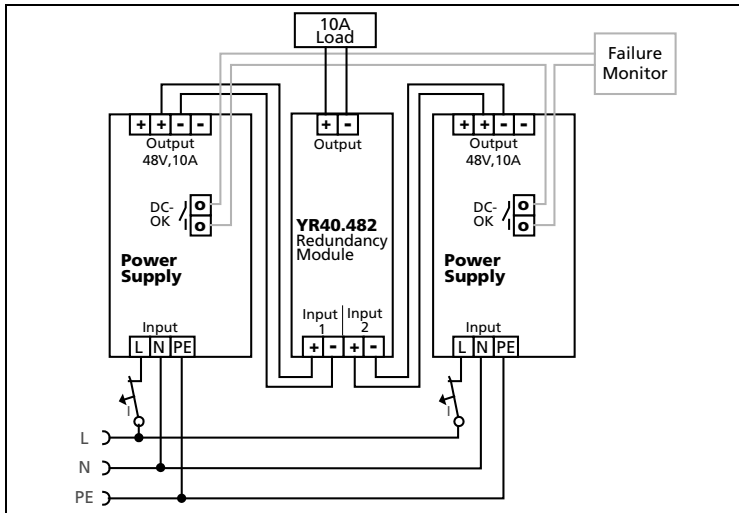 10A
Load
Failure
Monitor
+ + - -
Output
48V,10A
DC-
OK
Power
Supply
Input
L N PE
+ -
Output
YR40.482
Redundancy
Module
Input
1
Input
2
+ - + -
+ + - -
Output
48V,10A
DC-
OK
Power
Supply
Input
L N PE
I
I
L
N
PE